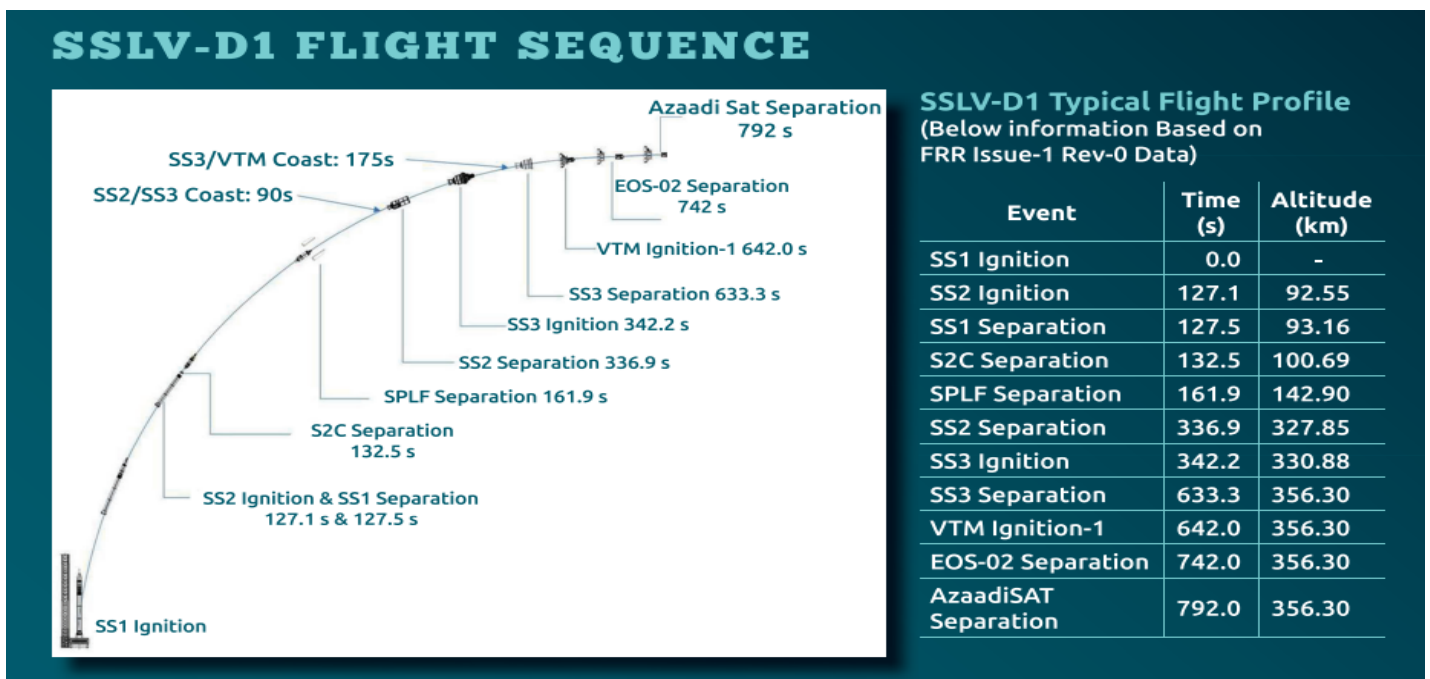 SSLV-D1 FLIGHT SEQUENCE
Azaadi Sat Separation
792 s
SS3/VTM Coast: 175s
SS2/SS3 Coast: 90s
EOS-02 Separation
742 s
VTM Ignition-1 642.0 s
SS3 Separation 633.3 s
SS3 Ignition 342.2 s
SS2 Separation 336.9 s
SPLF Separation 161.9 s
S2C Separation
132.5 s
SS2 Ignition & SS1 Separation
127.1 s & 127.5 s
SS1 Ignition
SSLV-D1 Typical Flight Profile
(Below information Based on
FRR Issue-1 Rev-0 Data)
Event Time (s) Altitude (km)
SS1 Ignition 0.0 -
SS2 Ignition 127.1 92.55
SS1 Separation 127.5 93.16
S2C Separation 132.5 100.69
SPLF Separation 161.9 142.90
SS2 Separation 336.9 327.85
SS3 Ignition 342.2 330.88
SS3 Separation 633.3 356.30
VTM Ignition-1 642.0 356.30
EOS-02 Separation 742.0 356.30
AzaadiSAT
Separation 792.0 356.30